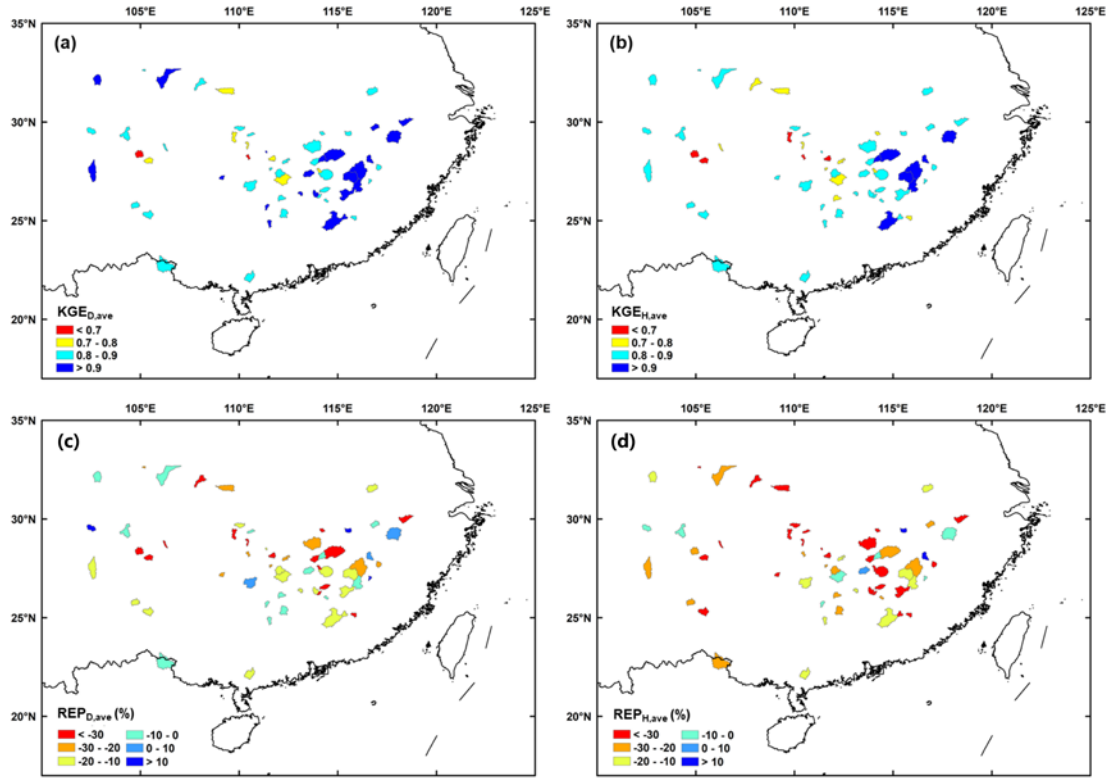 105°E 110°E 115°E 120°E 125°E 105°E 110°E 115°E 120°E 125°E
35°N 35°N
(a) (b)
30°N 30°N
25°N 25°N
20°N 20°N
KGE D,ave KGE H,ave
< 0.7 < 0.7
0.7 - 0.8 0.7 - 0.8
0.8 - 0.9 0.8 - 0.9
> 0.9 > 0.9
105°E 110°E 115°E 120°E 125°E 105°E 110°E 115°E 120°E 125°E
35°N 35°N
(c) (d)
30°N 30°N
25°N 25°N
20°N 20°N
REP D,ave (%) REP H,ave (%)
< -30 -10 - 0 < -30 -10 - 0
-30 - -20 0 - 10 -30 - -20 0 - 10
-20 - -10 > 10 -20 - -10 > 10